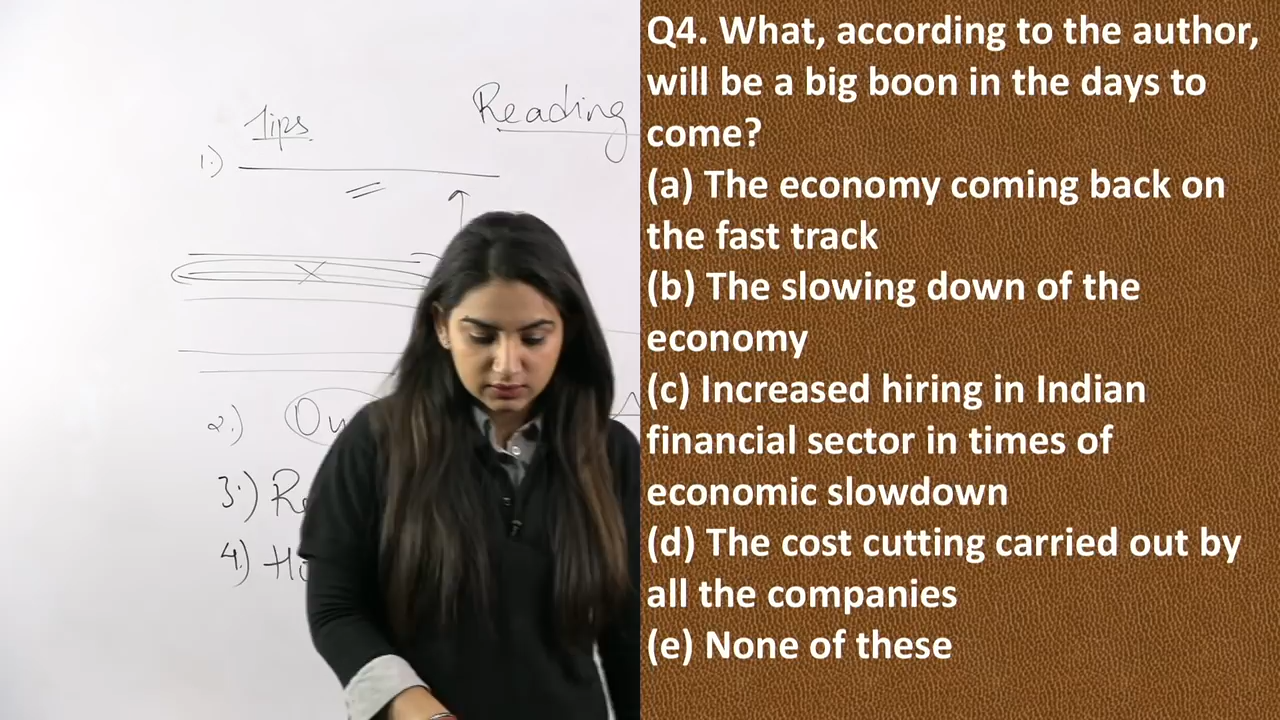 Tips
Reading
1.)
2.)
3.)
4.)
Q4. What, according to the author,
will be a big boon in the days to
come?
(a) The economy coming back on
the fast track
(b) The slowing down of the
economy
(c) Increased hiring in Indian
financial sector in times of
economic slowdown
(d) The cost cutting carried out by
all the companies
(e) None of these